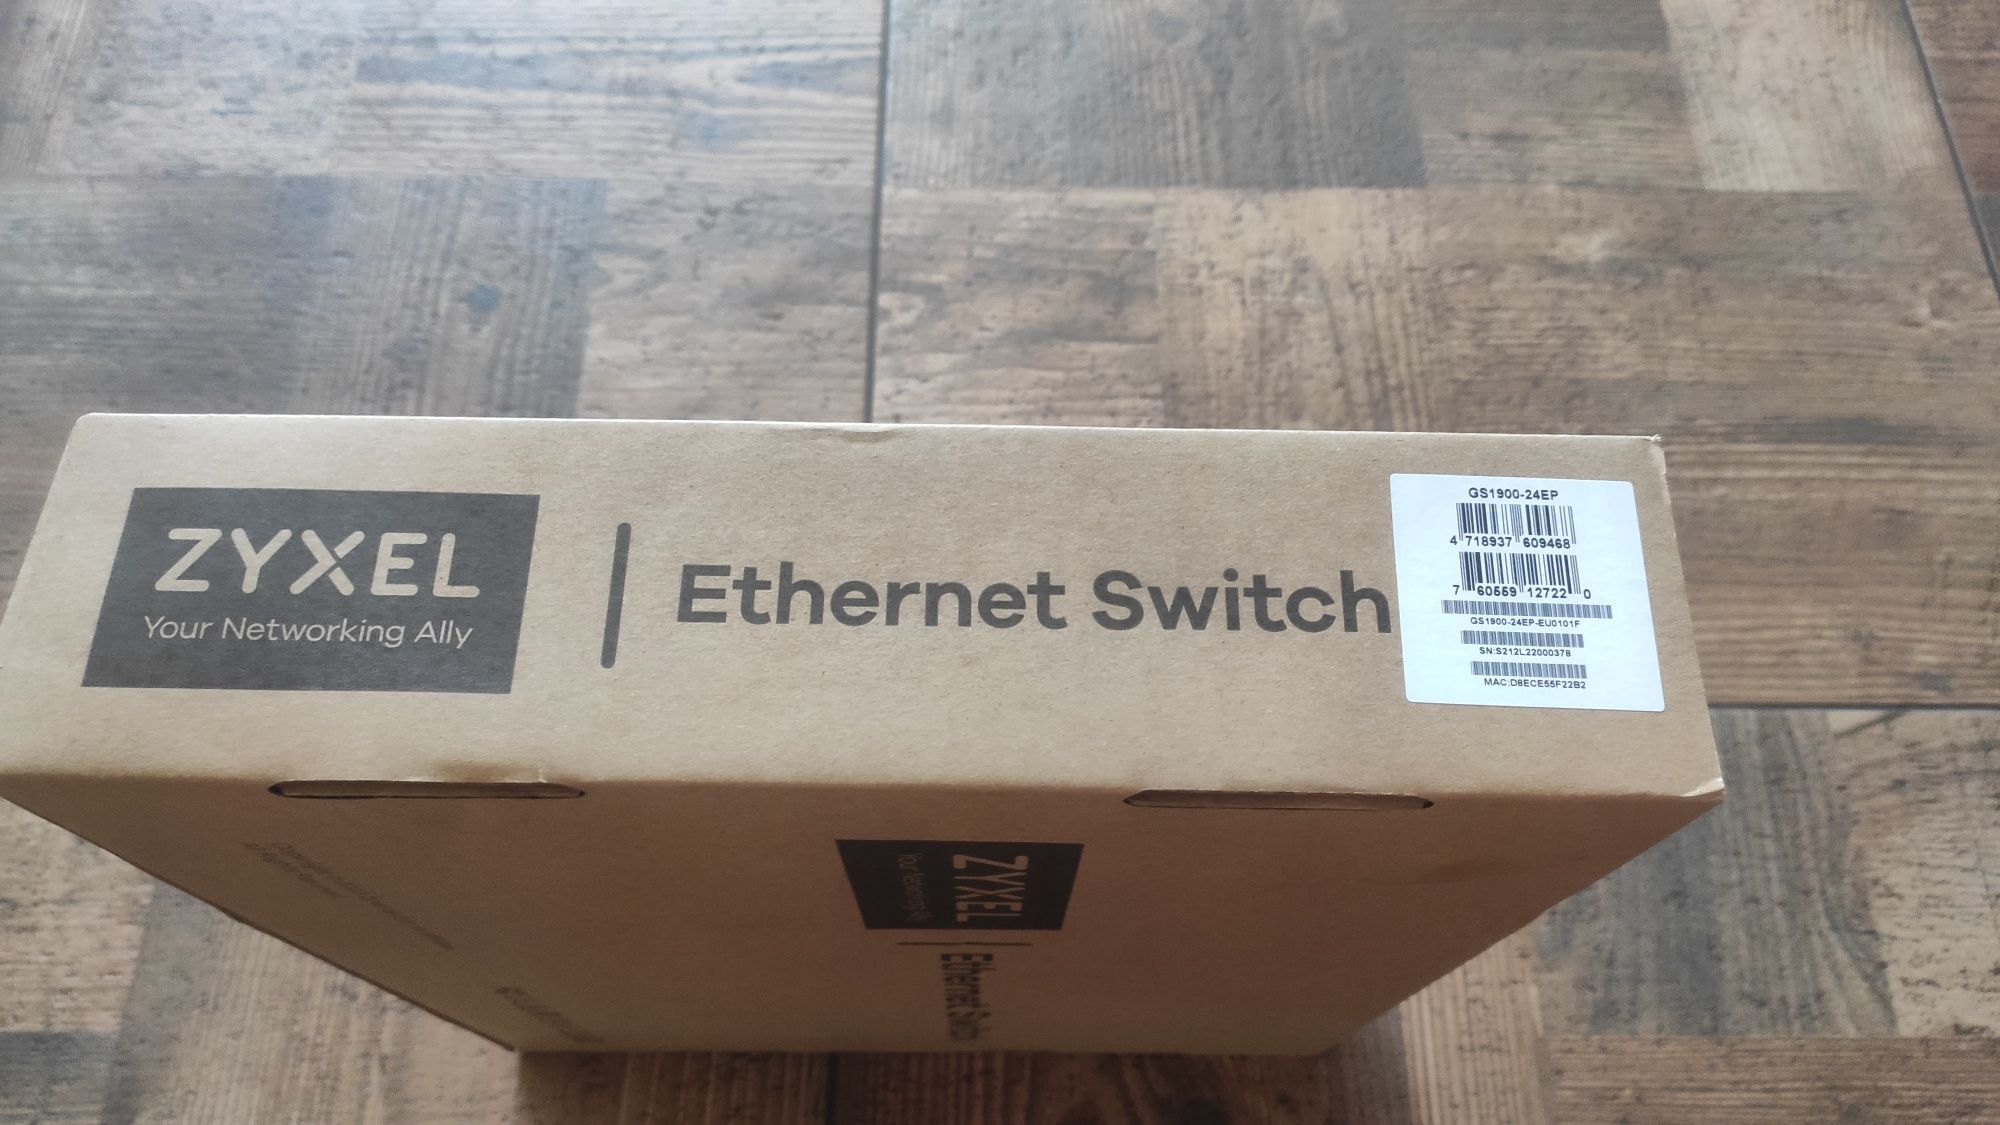 ZYXEL
Your Networking Ally
Ethernet Switch
GS1900-24EP
4 718937 609468
7 60559 12722 0
GS1900-24EP-EU0101F
SN:S212L22000378
MAC:D8ECE55F22B2
ZYXEL
Your Networking Ally
Ethernet Switch